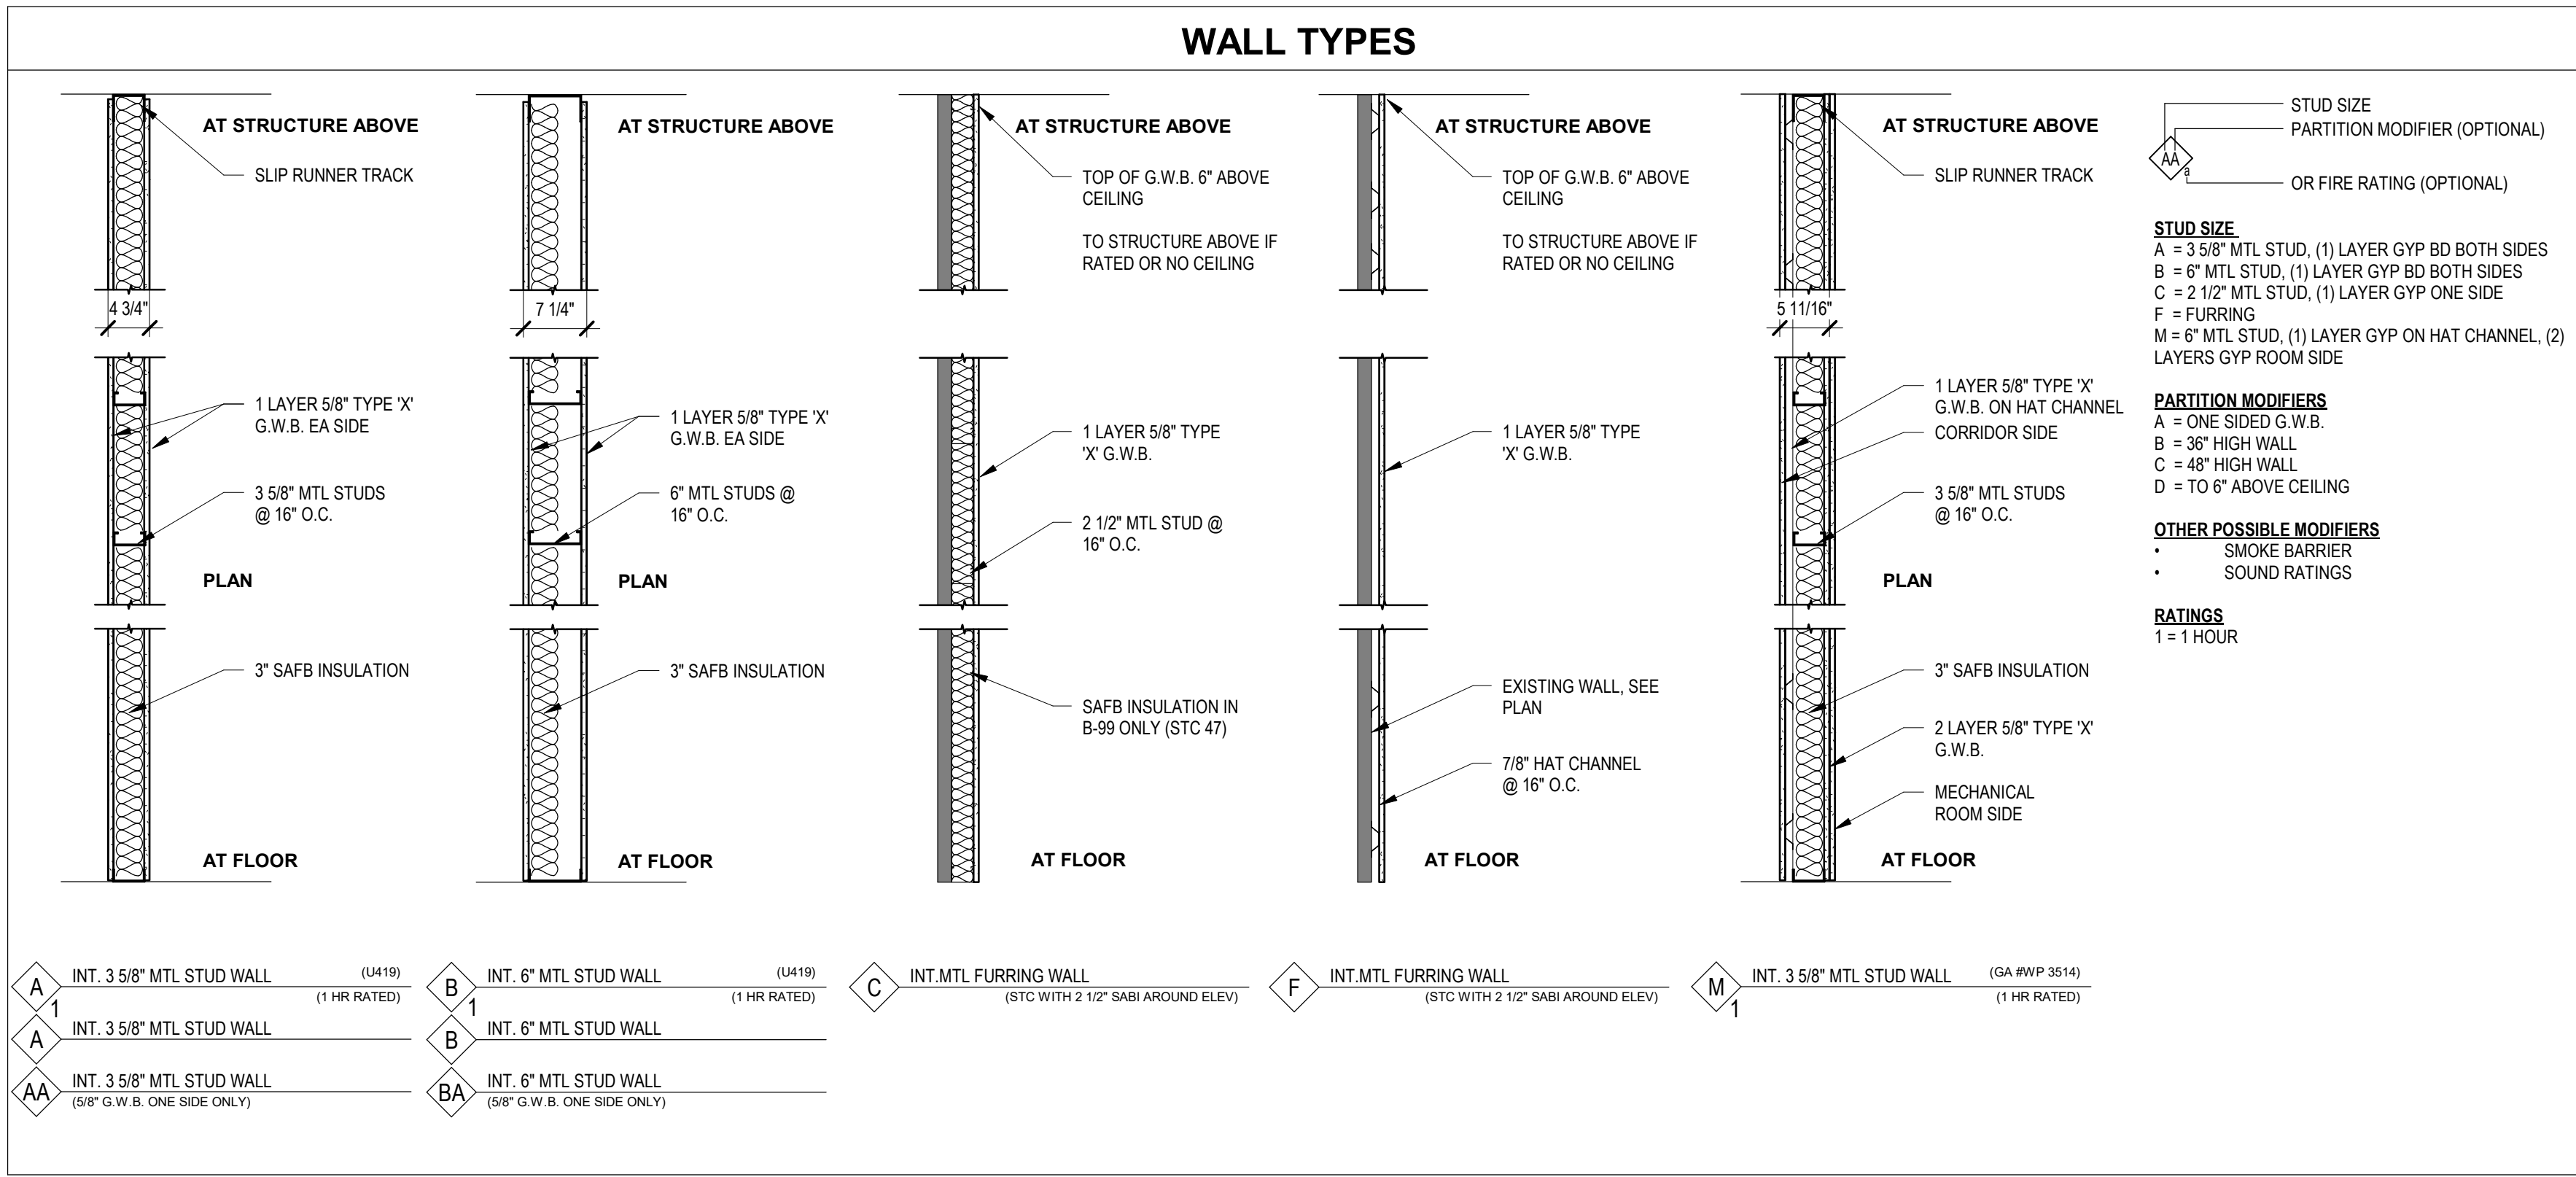 WALL TYPES
AT STRUCTURE ABOVE
SLIP RUNNER TRACK
4 3/4"
1 LAYER 5/8" TYPE 'X'
G.W.B. EA SIDE
3 5/8" MTL STUDS
@ 16" O.C.
PLAN
3" SAFB INSULATION
AT FLOOR
A
1
INT. 3 5/8" MTL STUD WALL
(U419)
(1 HR RATED)
A
INT. 3 5/8" MTL STUD WALL
AA
INT. 3 5/8" MTL STUD WALL
(5/8" G.W.B. ONE SIDE ONLY)
AT STRUCTURE ABOVE
7 1/4"
1 LAYER 5/8" TYPE 'X'
G.W.B. EA SIDE
6" MTL STUDS @
16" O.C.
PLAN
3" SAFB INSULATION
AT FLOOR
B
1
INT. 6" MTL STUD WALL
(U419)
(1 HR RATED)
B
INT. 6" MTL STUD WALL
BA
INT. 6" MTL STUD WALL
(5/8" G.W.B. ONE SIDE ONLY)
AT STRUCTURE ABOVE
TOP OF G.W.B. 6" ABOVE
CEILING
TO STRUCTURE ABOVE IF
RATED OR NO CEILING
1 LAYER 5/8" TYPE
'X' G.W.B.
2 1/2" MTL STUD @
16" O.C.
SAFB INSULATION IN
B-99 ONLY (STC 47)
AT FLOOR
C
INT.MTL FURRING WALL
(STC WITH 2 1/2" SABI AROUND ELEV)
AT STRUCTURE ABOVE
TOP OF G.W.B. 6" ABOVE
CEILING
TO STRUCTURE ABOVE IF
RATED OR NO CEILING
1 LAYER 5/8" TYPE
'X' G.W.B.
EXISTING WALL, SEE
PLAN
7/8" HAT CHANNEL
@ 16" O.C.
AT FLOOR
F
INT.MTL FURRING WALL
(STC WITH 2 1/2" SABI AROUND ELEV)
AT STRUCTURE ABOVE
SLIP RUNNER TRACK
5 11/16"
1 LAYER 5/8" TYPE 'X'
G.W.B. ON HAT CHANNEL
CORRIDOR SIDE
3 5/8" MTL STUDS
@ 16" O.C.
PLAN
3" SAFB INSULATION
2 LAYER 5/8" TYPE 'X'
G.W.B.
MECHANICAL
ROOM SIDE
AT FLOOR
M
1
INT. 3 5/8" MTL STUD WALL
(GA #WP 3514)
(1 HR RATED)
STUD SIZE
PARTITION MODIFIER (OPTIONAL)
AA
a
OR FIRE RATING (OPTIONAL)
STUD SIZE
A = 3 5/8" MTL STUD, (1) LAYER GYP BD BOTH SIDES
B = 6" MTL STUD, (1) LAYER GYP BD BOTH SIDES
C = 2 1/2" MTL STUD, (1) LAYER GYP ONE SIDE
F = FURRING
M = 6" MTL STUD, (1) LAYER GYP ON HAT CHANNEL, (2)
LAYERS GYP ROOM SIDE
PARTITION MODIFIERS
A = ONE SIDED G.W.B.
B = 36" HIGH WALL
C = 48" HIGH WALL
D = TO 6" ABOVE CEILING
OTHER POSSIBLE MODIFIERS
• SMOKE BARRIER
• SOUND RATINGS
RATINGS
1 = 1 HOUR